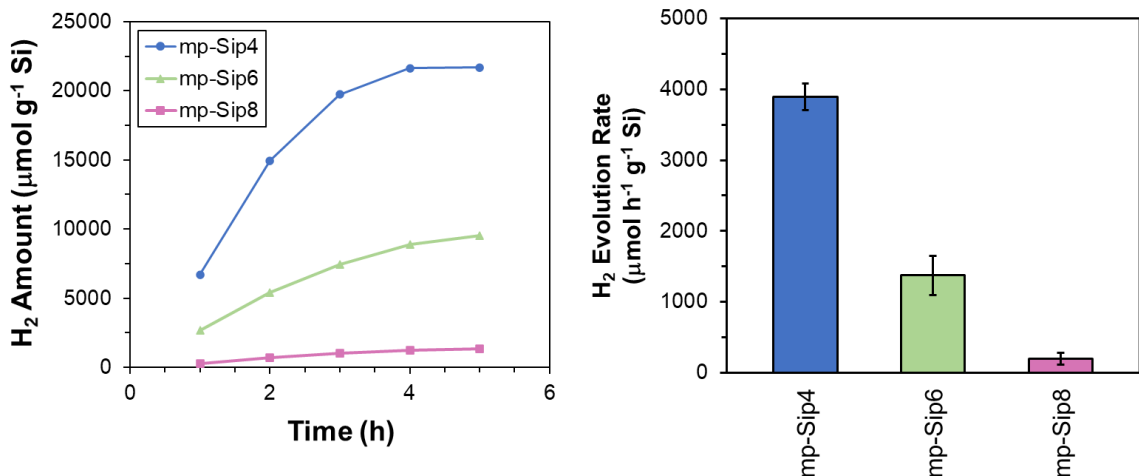 H₂ Amount (μmol g⁻¹ Si)
25000
20000
15000
10000
5000
0
mp-Sip4
mp-Sip6
mp-Sip8
0 2 4 6
Time (h)
H₂ Evolution Rate
(μmol h⁻¹ g⁻¹ Si)
5000
4000
3000
2000
1000
0
mp-Sip4
mp-Sip6
mp-Sip8